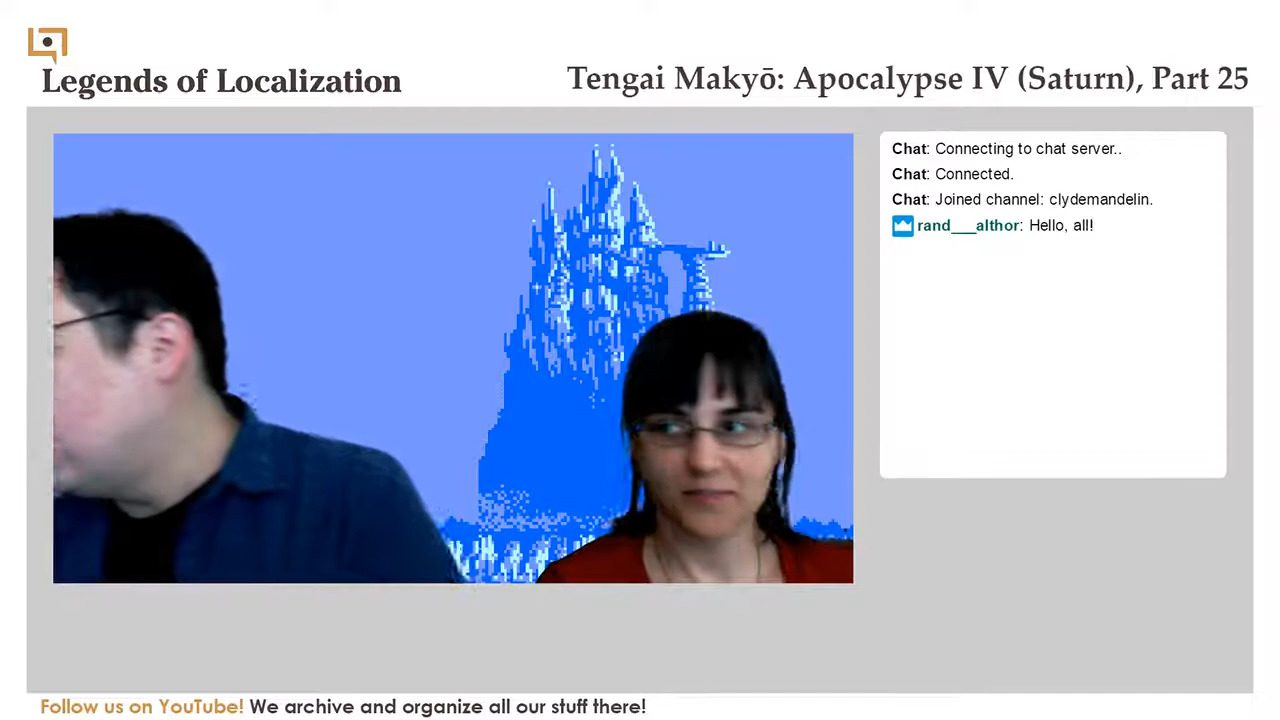 Legends of Localization
Tengai Makyō: Apocalypse IV (Saturn), Part 25
Chat: Connecting to chat server..
Chat: Connected.
Chat: Joined channel: clydemandelin.
rand___althor: Hello, all!
Follow us on YouTube! We archive and organize all our stuff there!